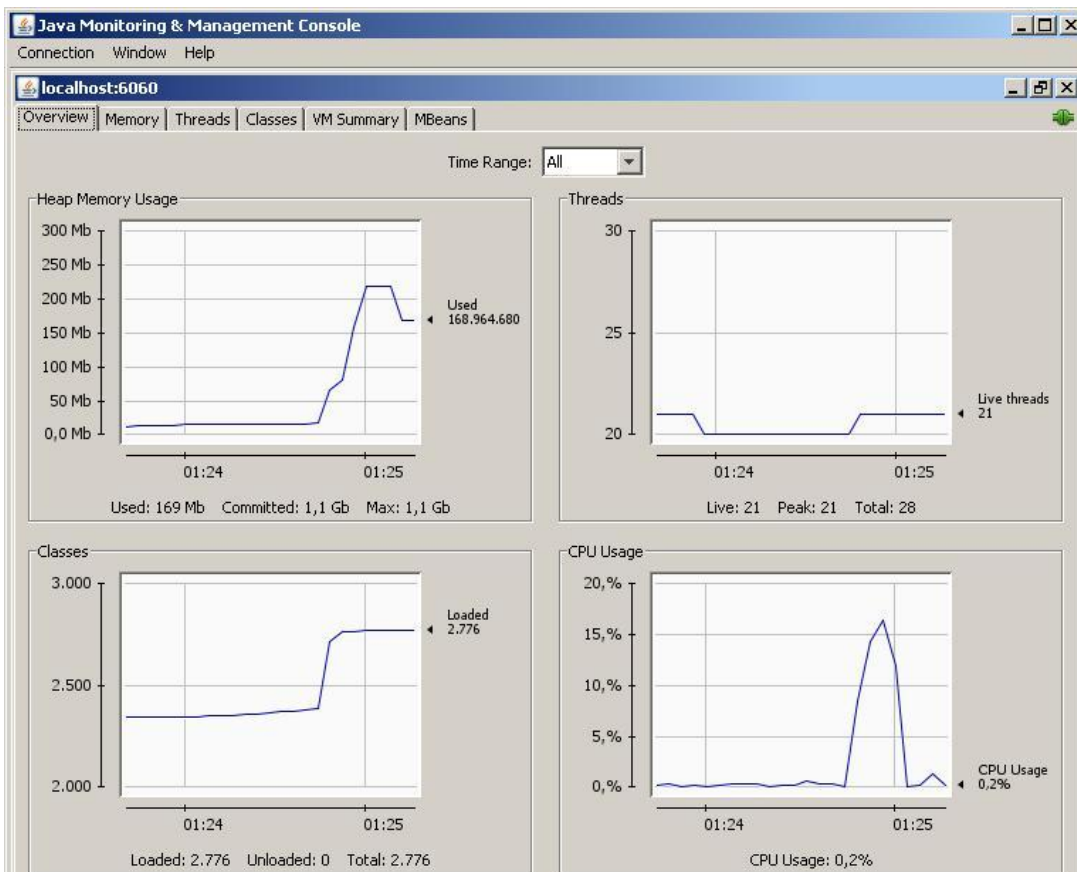 Java Monitoring & Management Console
Connection Window Help
localhost:6060
Overview Memory Threads Classes VM Summary MBeans
Time Range: All
Heap Memory Usage
300 Mb
250 Mb
200 Mb
150 Mb
100 Mb
50 Mb
0,0 Mb
Used
168.964.680
01:24 01:25
Used: 169 Mb Committed: 1,1 Gb Max: 1,1 Gb
Threads
30
25
20
Live threads
21
01:24 01:25
Live: 21 Peak: 21 Total: 28
Classes
3.000
2.500
2.000
Loaded
2.776
01:24 01:25
Loaded: 2.776 Unloaded: 0 Total: 2.776
CPU Usage
20,%
15,%
10,%
5,%
0,%
CPU Usage
0,2%
01:24 01:25
CPU Usage: 0,2%